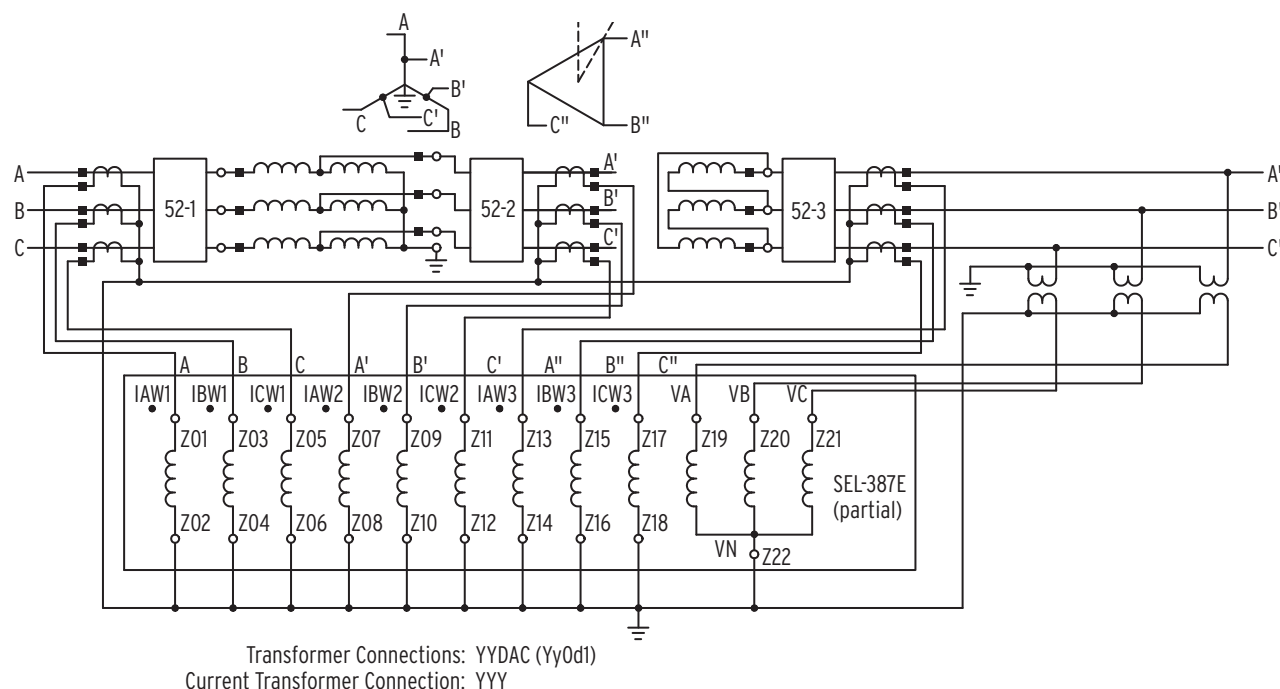 A
A'
B'
C'
C
B
A"
C"
B"
A
B
C
52-1
52-2
A'
B'
C'
52-3
A'
B'
C'
A B C A' B' C' A" B" C"
IAW1 IBW1 ICW1 IAW2 IBW2 ICW2 IAW3 IBW3 ICW3 VA VB VC
Z01 Z03 Z05 Z07 Z09 Z11 Z13 Z15 Z17 Z19 Z20 Z21
SEL-387E
(partial)
Z02 Z04 Z06 Z08 Z10 Z12 Z14 Z16 Z18
VN Z22
Transformer Connections: YYDAC (Yy0d1)
Current Transformer Connection: YYY